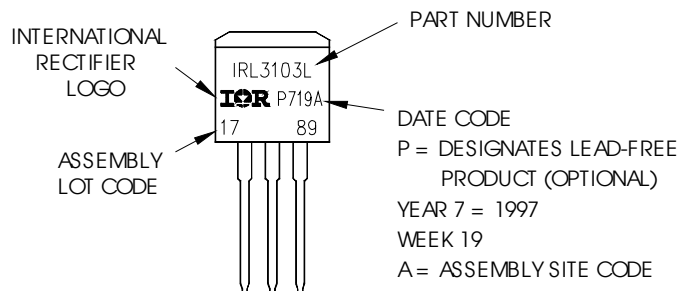 INTERNATIONAL
RECTIFIER
LOGO
ASSEMBLY
LOT CODE
IRL3103L
IOR P719A
17 89
PART NUMBER
DATE CODE
P = DESIGNATES LEAD-FREE
PRODUCT (OPTIONAL)
YEAR 7 = 1997
WEEK 19
A = ASSEMBLY SITE CODE